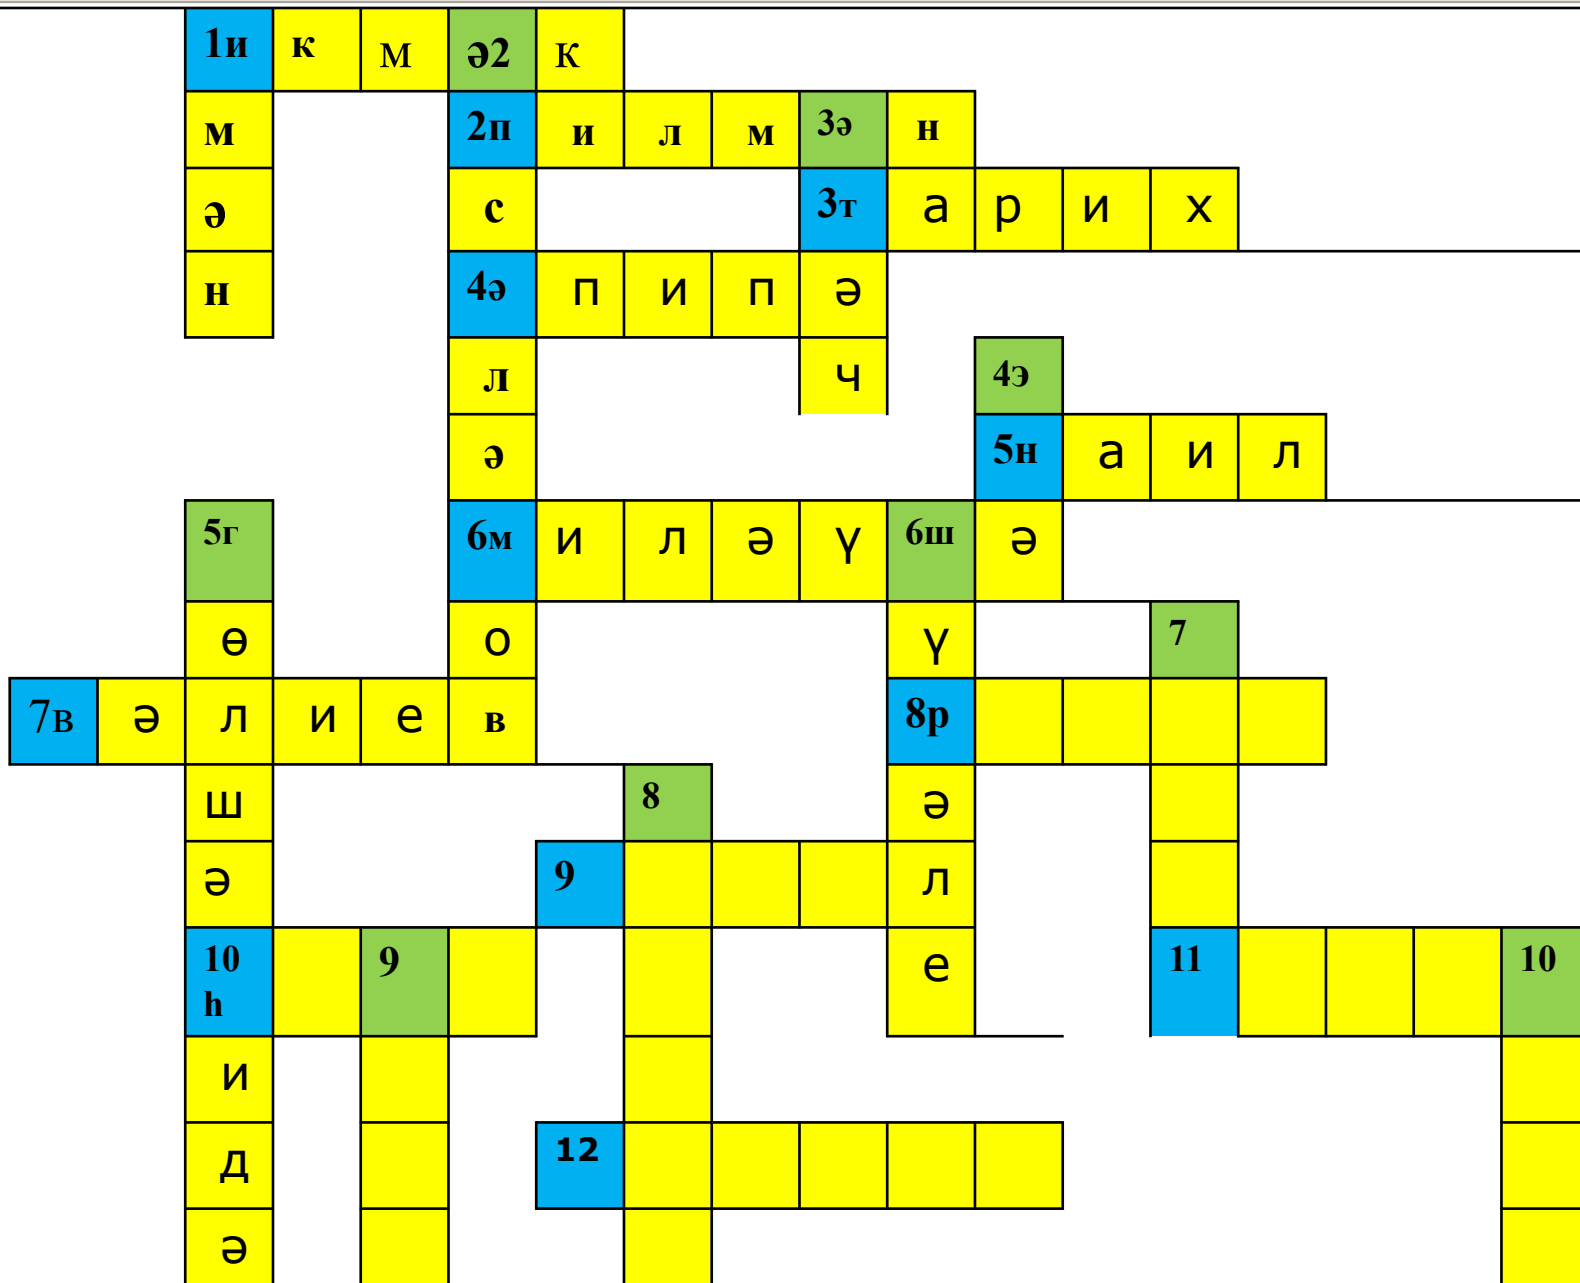 1и к м ә2 к
м 2п и л м 3ә н
ә с 3т а р и х
н 4ә п и п ә
л ч 4э
ә 5н а и л
5г 6м и л ә ү 6ш ә
ө о ү 7
7в ә л и е в 8р
ш 8 ә
ә 9 л
10 9 е 11 10
һ
и
д 12
ә